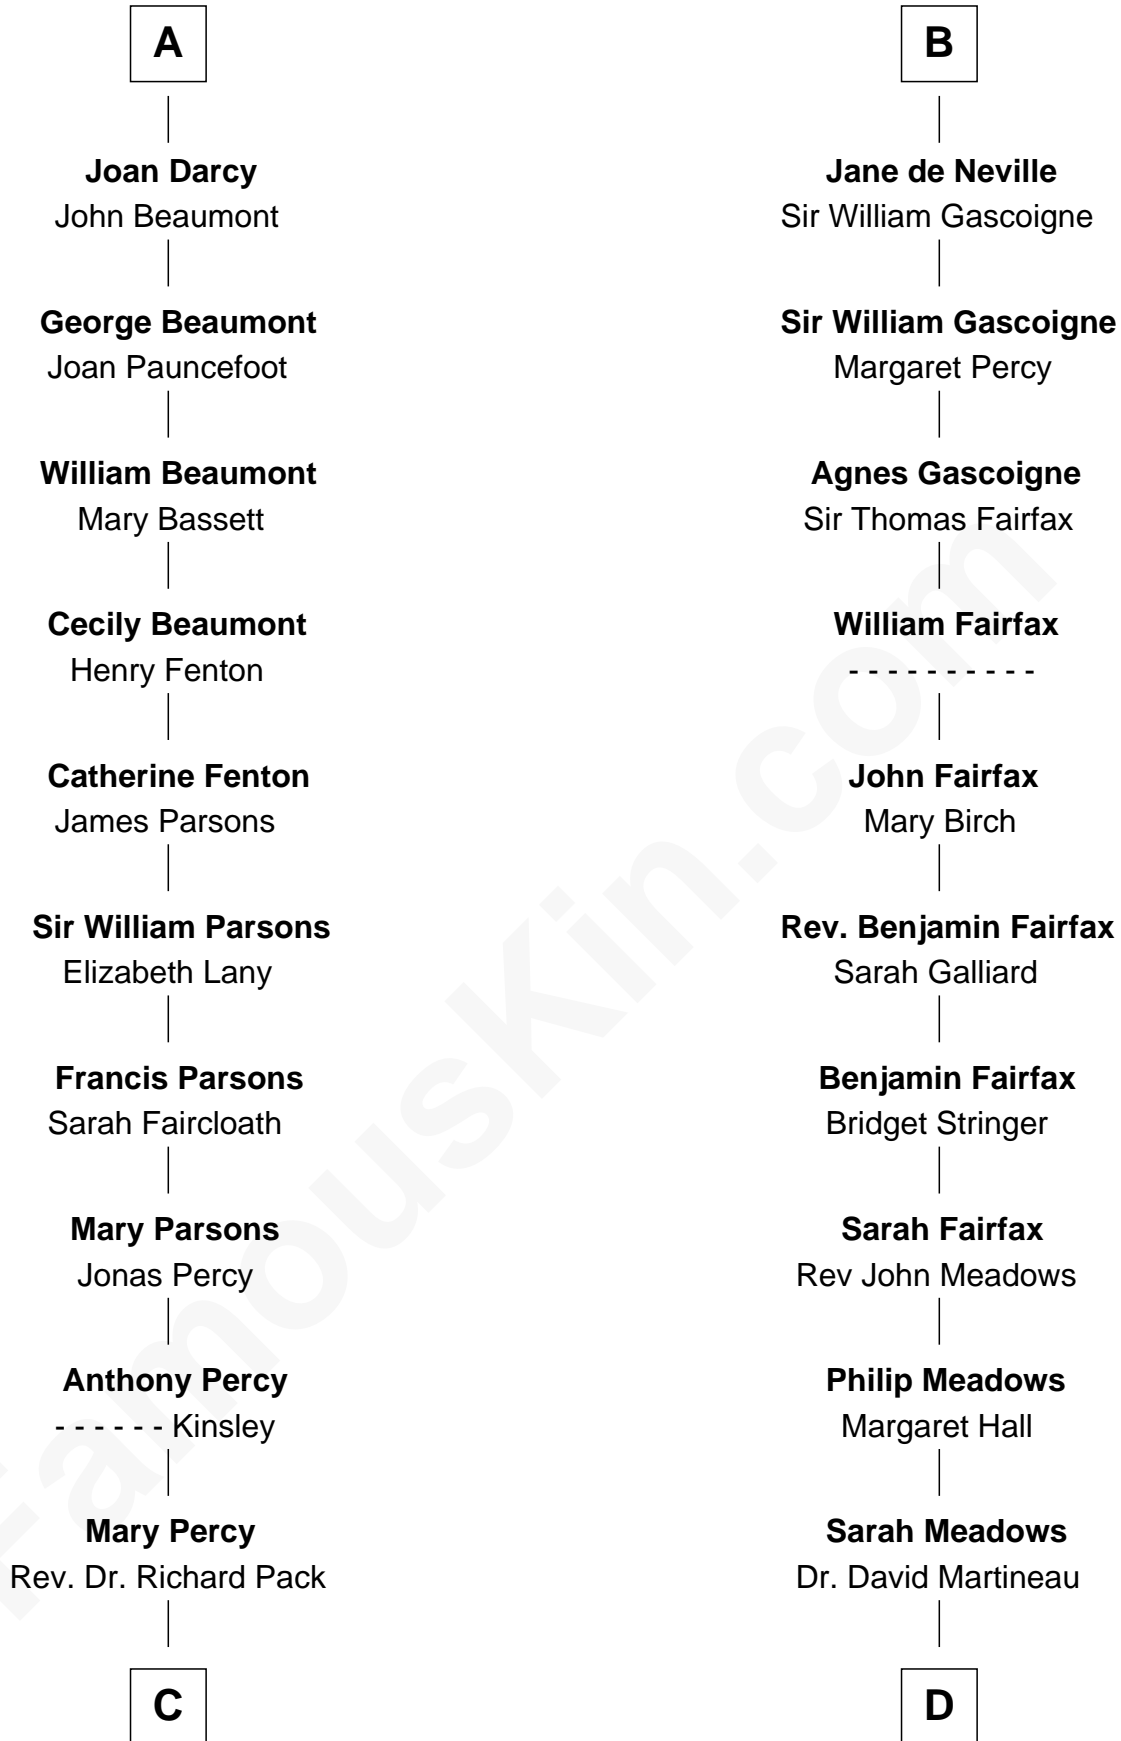 A
Joan Darcy
John Beaumont
George Beaumont
Joan Pauncefoot
William Beaumont
Mary Bassett
Cecily Beaumont
Henry Fenton
Catherine Fenton
James Parsons
Sir William Parsons
Elizabeth Lany
Francis Parsons
Sarah Faircloath
Mary Parsons
Jonas Percy
Anthony Percy
- - - - - - Kinsley
Mary Percy
Rev. Dr. Richard Pack
C
B
Jane de Neville
Sir William Gascoigne
Sir William Gascoigne
Margaret Percy
Agnes Gascoigne
Sir Thomas Fairfax
William Fairfax
- - - - - - - - - -
John Fairfax
Mary Birch
Rev. Benjamin Fairfax
Sarah Galliard
Benjamin Fairfax
Bridget Stringer
Sarah Fairfax
Rev John Meadows
Philip Meadows
Margaret Hall
Sarah Meadows
Dr. David Martineau
D
FamousKin.com